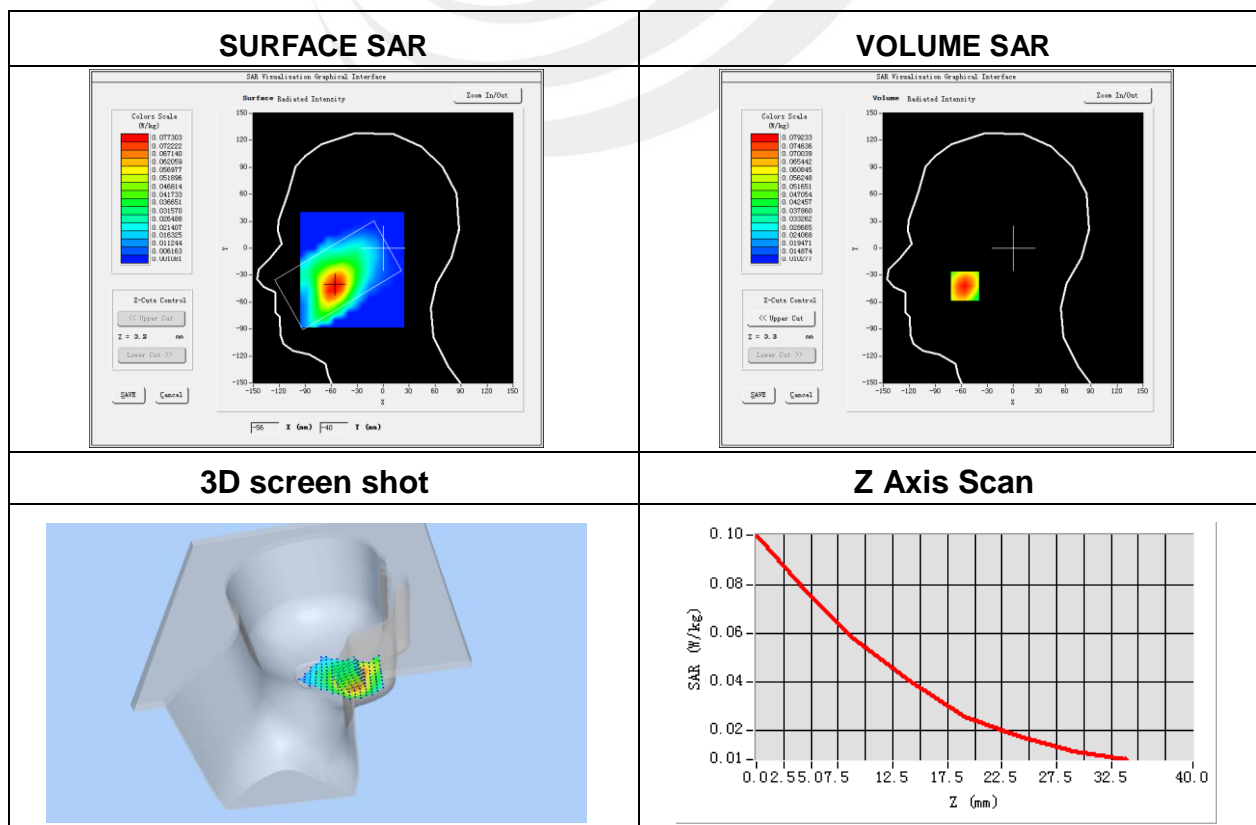 SURFACE SAR
SAR Visualisation Graphical Interface
Surface Radiated Intensity
Zoom In/Out
Colors Scale
(W/kg)
0.077303
0.072222
0.067140
0.062059
0.056977
0.051896
0.046814
0.041733
0.036651
0.031570
0.026488
0.021407
0.016325
0.011244
0.006163
0.001081
Z-Cuts Control
<< Upper Cut
Z = 0.2 mm
Lower Cut >>
SAVE Cancel
150
90
60
30
0
-30
-60
-90
-120
-150
Y
-150 -120 -90 -60 -30 0 30 60 90 120 150
X
-56 X (mm) -40 Y (mm)
VOLUME SAR
SAR Visualisation Graphical Interface
Volume Radiated Intensity
Zoom In/Out
Colors Scale
(W/kg)
0.079233
0.074636
0.070039
0.065442
0.060845
0.056248
0.051651
0.047054
0.042457
0.037860
0.033262
0.028665
0.024068
0.019471
0.014874
0.010277
Z-Cuts Control
<< Upper Cut
Z = 0.3 mm
Lower Cut >>
SAVE Cancel
150
90
60
30
0
-30
-60
-90
-120
-150
Y
-150 -120 -90 -60 -30 0 30 60 90 120 150
X
3D screen shot
Z Axis Scan
0.10
0.08
0.06
0.04
0.02
0.01
SAR (W/kg)
0.0 2.5 5.0 7.5 12.5 17.5 22.5 27.5 32.5 40.0
Z (mm)